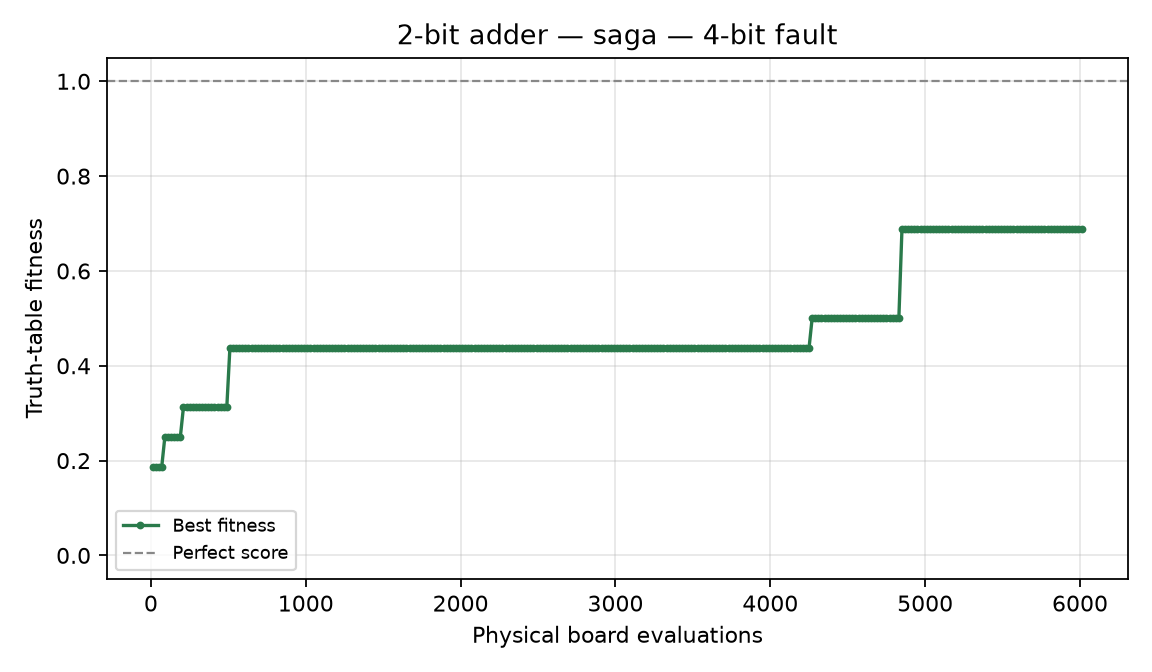 2-bit adder — saga — 4-bit fault
Truth-table fitness
1.0
0.8
0.6
0.4
0.2
0.0
Best fitness
Perfect score
0
1000
2000
3000
4000
5000
6000
Physical board evaluations